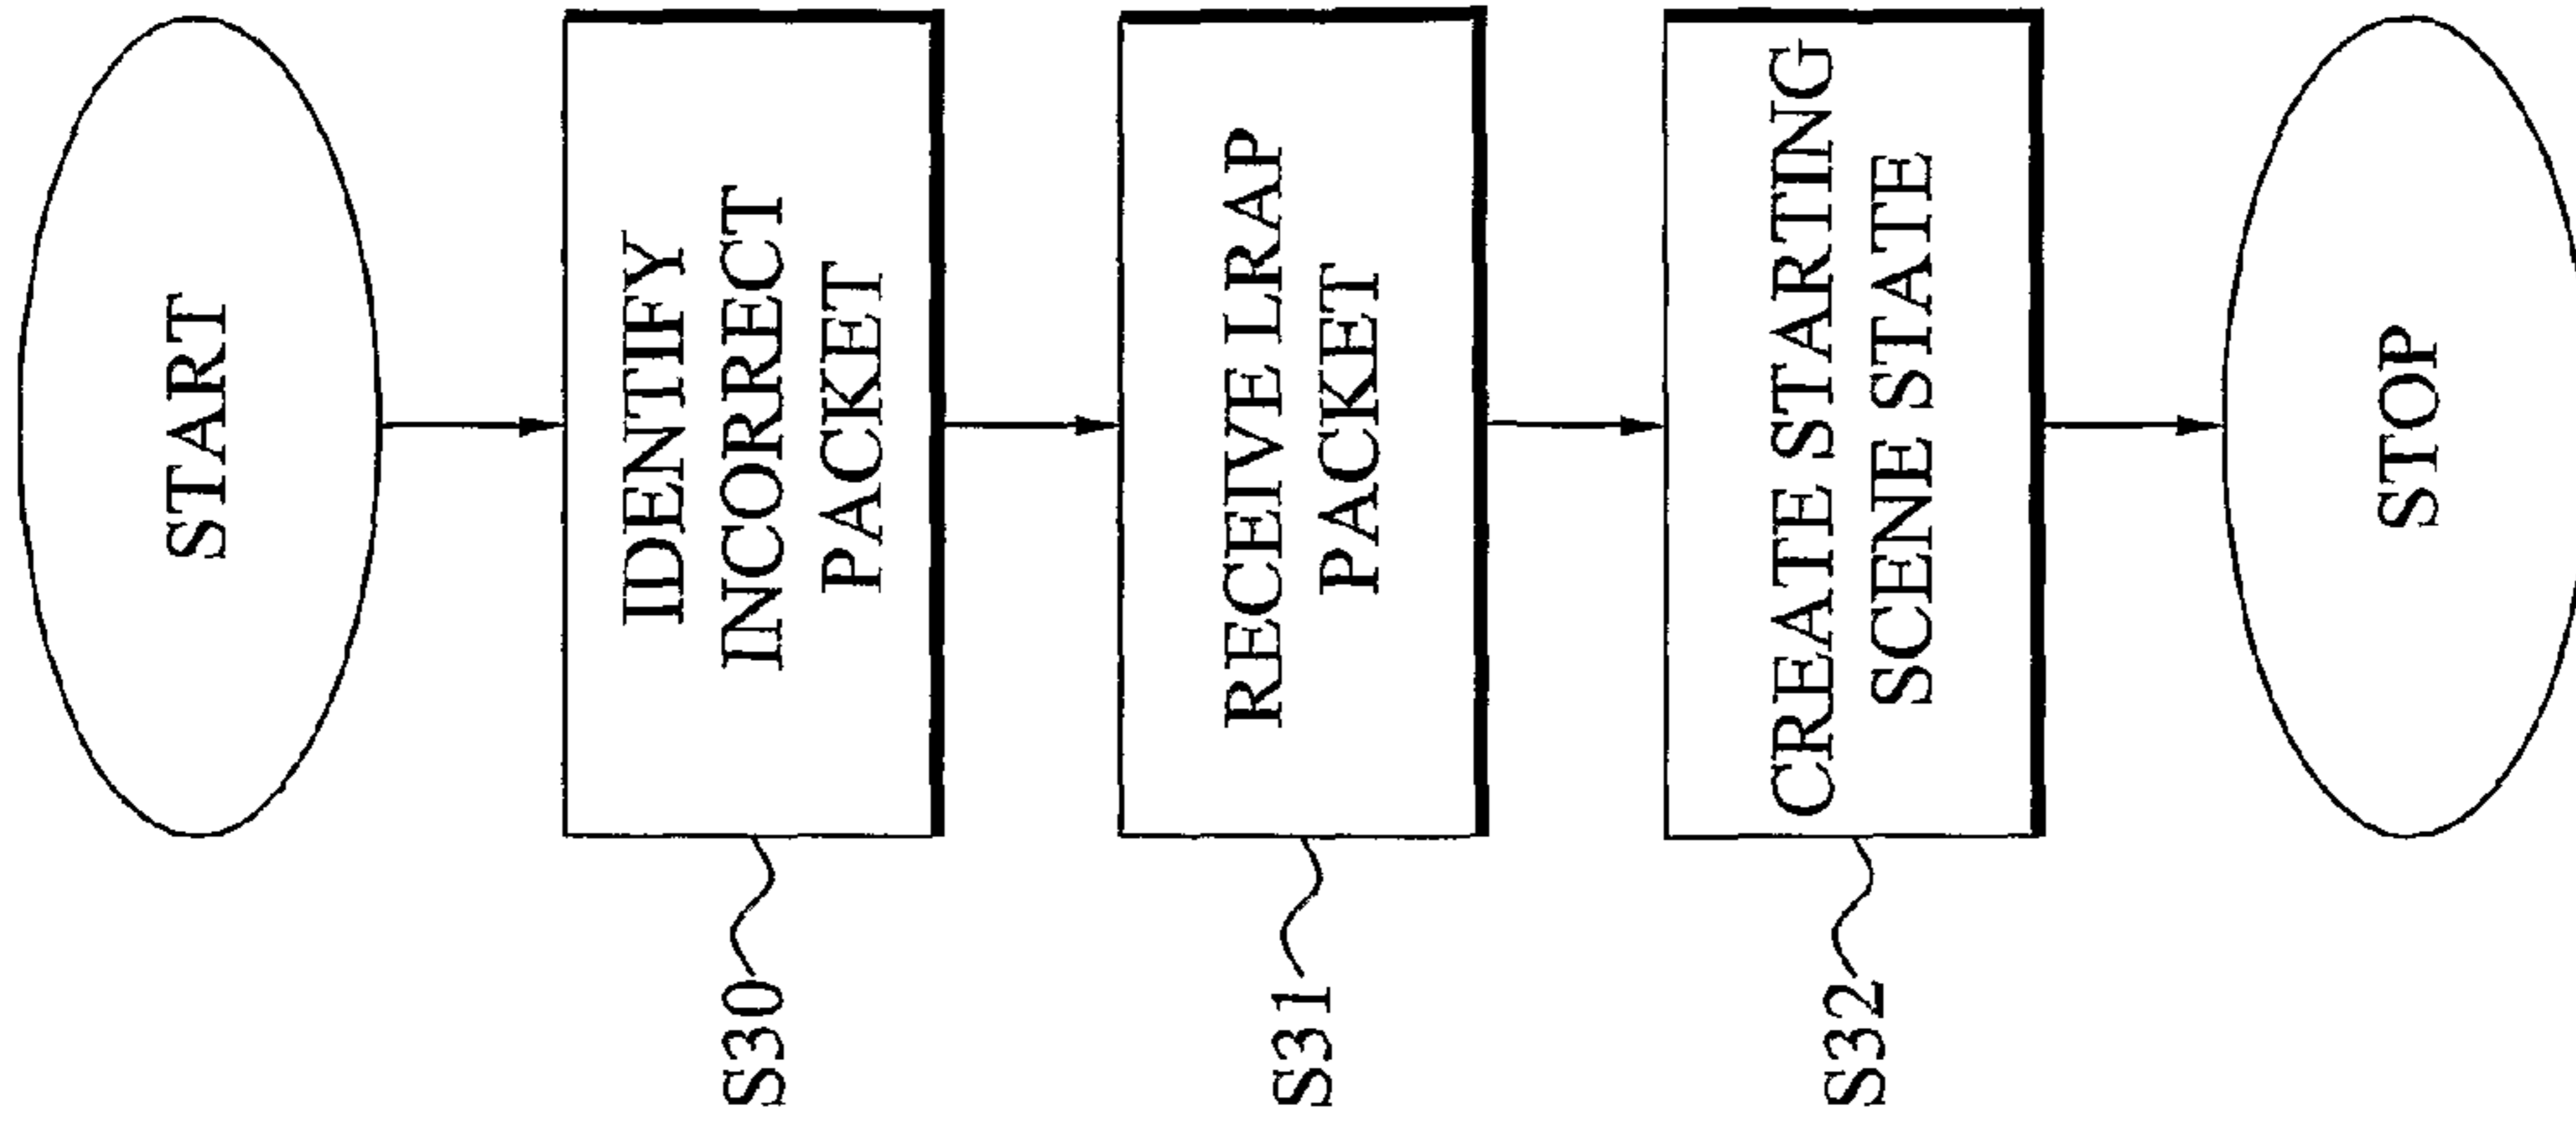 START
IDENTIFY
INCORRECT
PACKET
S30
RECEIVE LRAP
PACKET
S31
CREATE STARTING
SCENE STATE
S32
STOP